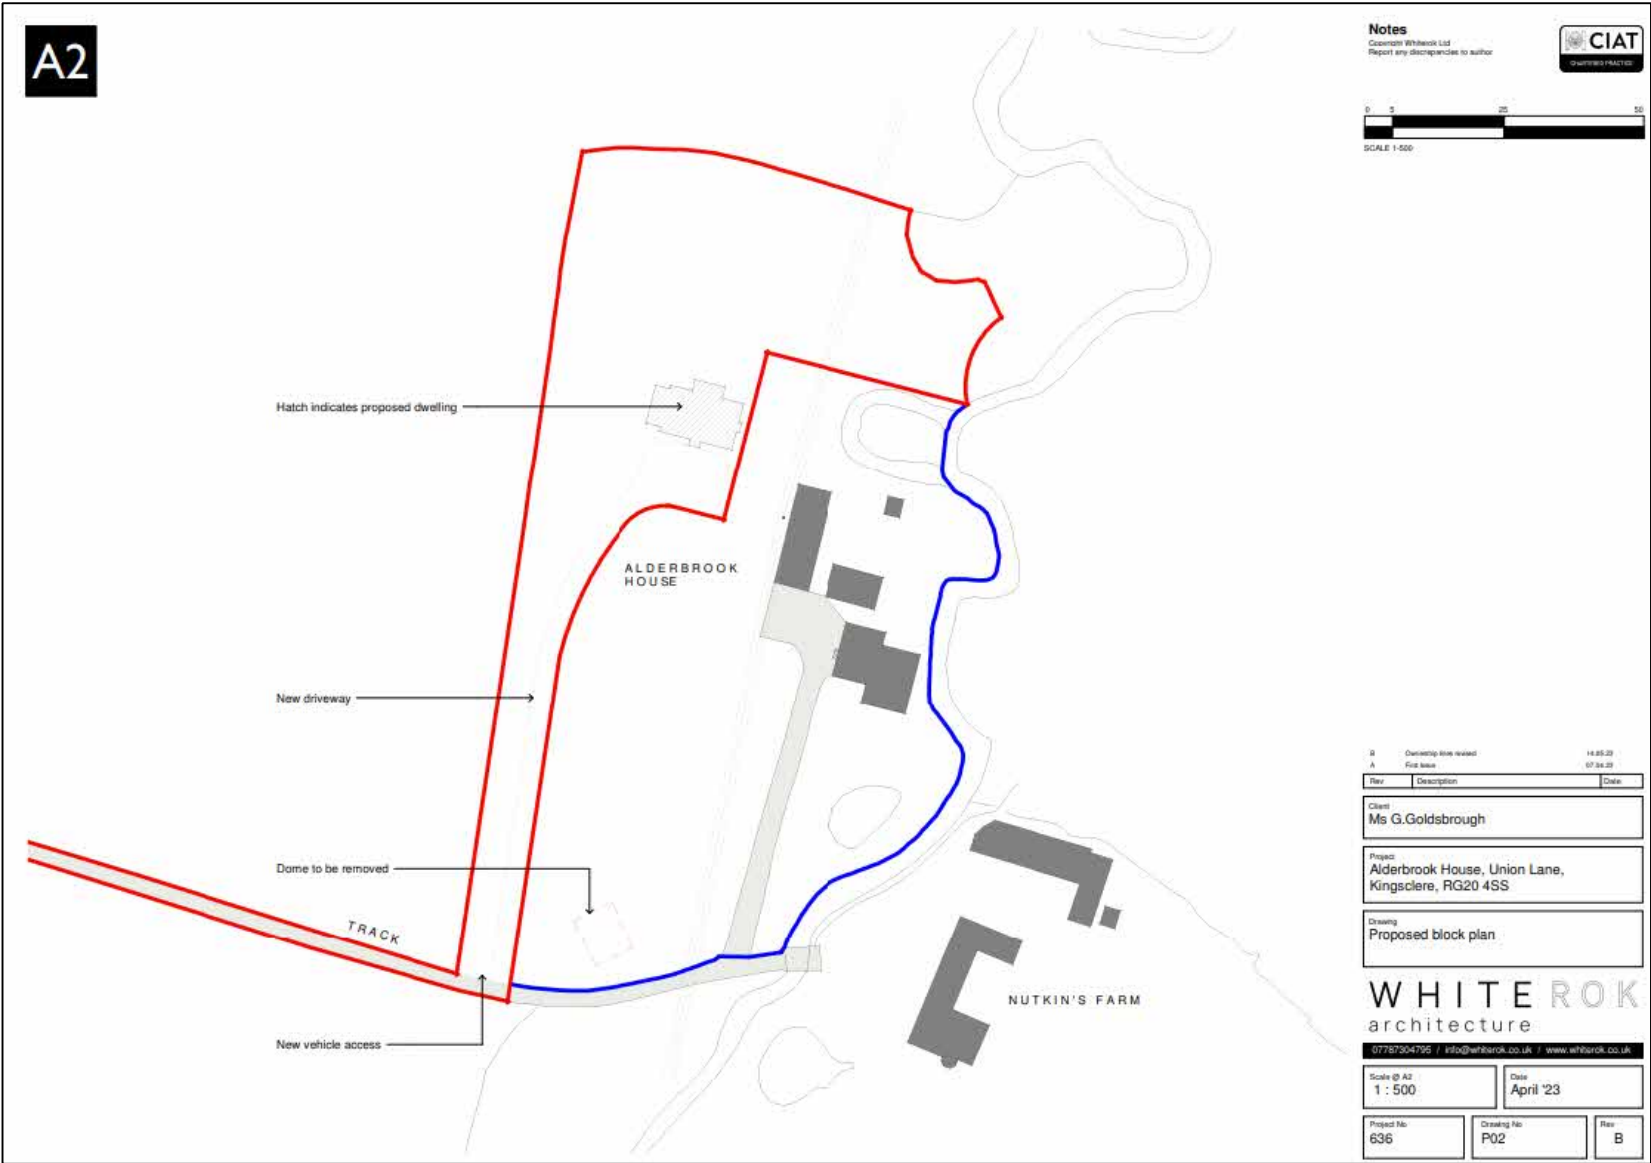 A2
Notes
Copyright Whiterok Ltd
Report any discrepancies to author
CIAT
CHARTERED PRACTICE
0 5 25 50
SCALE 1-500
Hatch indicates proposed dwelling
ALDERBROOK
HOUSE
New driveway
Dome to be removed
TRACK
New vehicle access
NUTKIN'S FARM
B Ownership lines revised
A First issue
Rev Description Date
Client
Ms G.Goldsbrough
Project
Alderbrook House, Union Lane,
Kingsclere, RG20 4SS
Drawing
Proposed block plan
WHITEROK
architecture
07787304795 / info@whiterok.co.uk / www.whiterok.co.uk
Scale @ A2
1 : 500
Date
April '23
Project No
636
Drawing No
P02
Rev
B